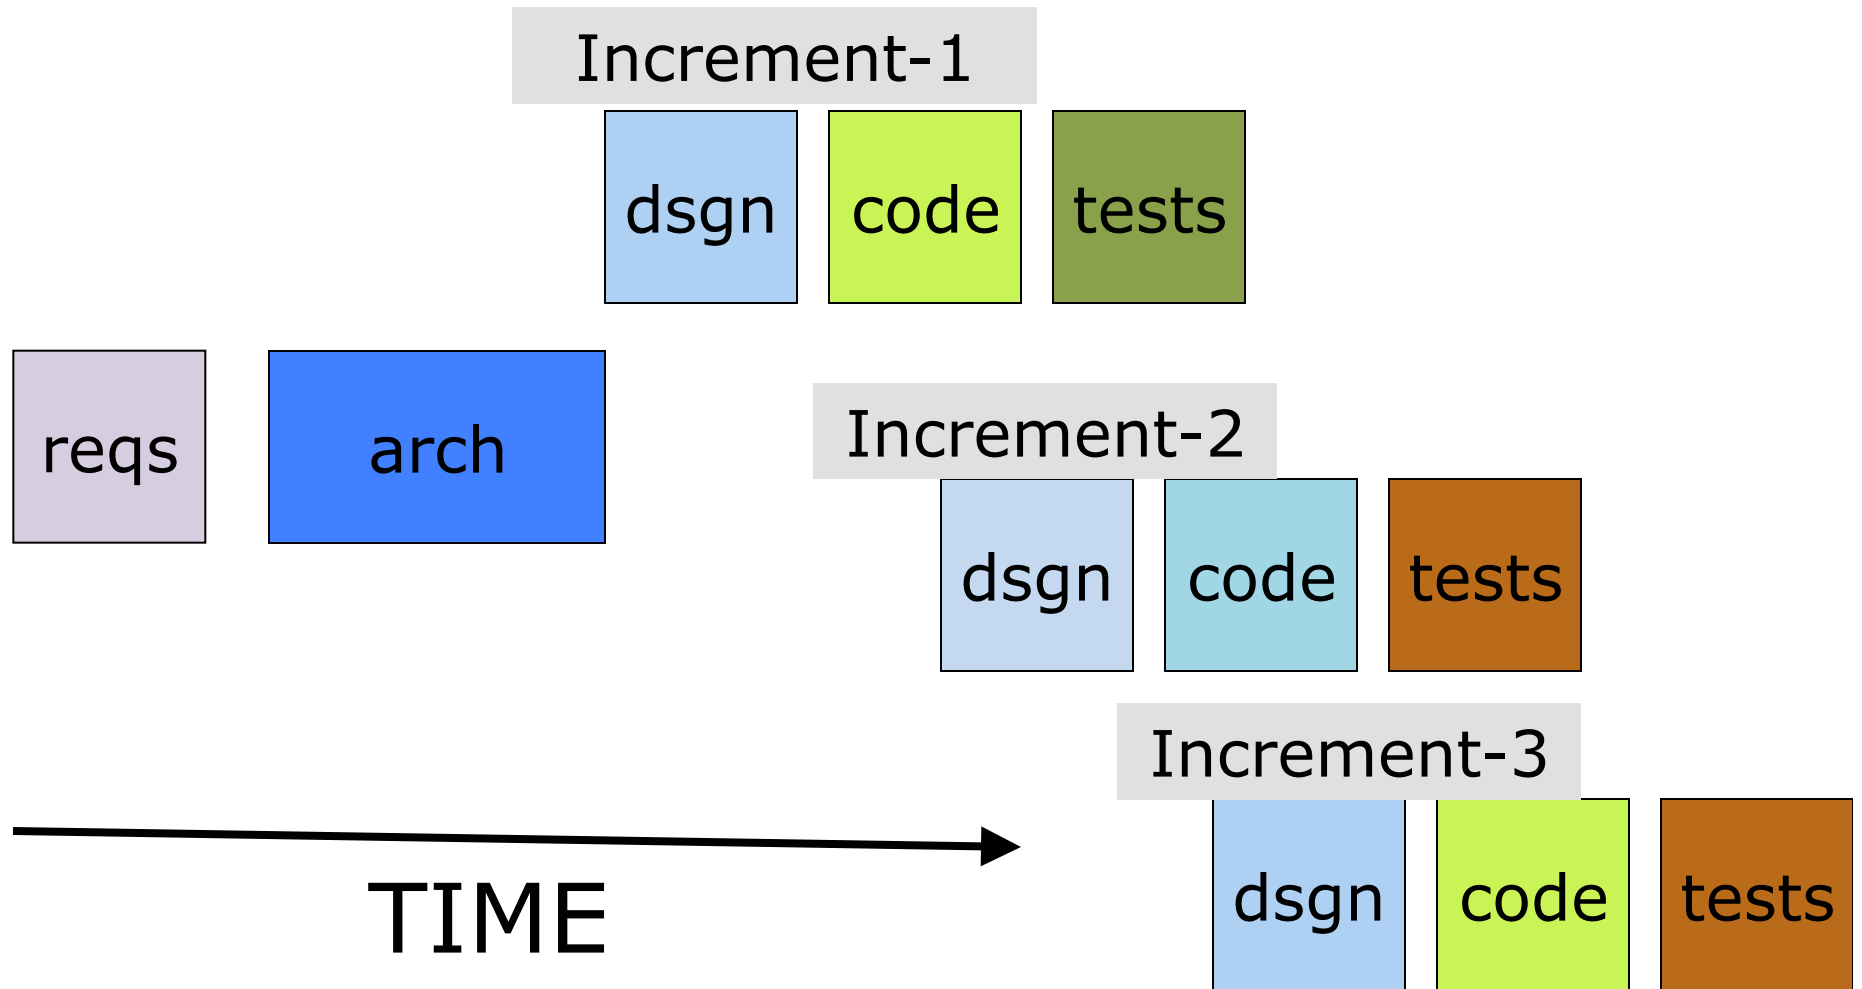 Increment-1
dsgn code tests
reqs arch
Increment-2
dsgn code tests
Increment-3
dsgn code tests
TIME